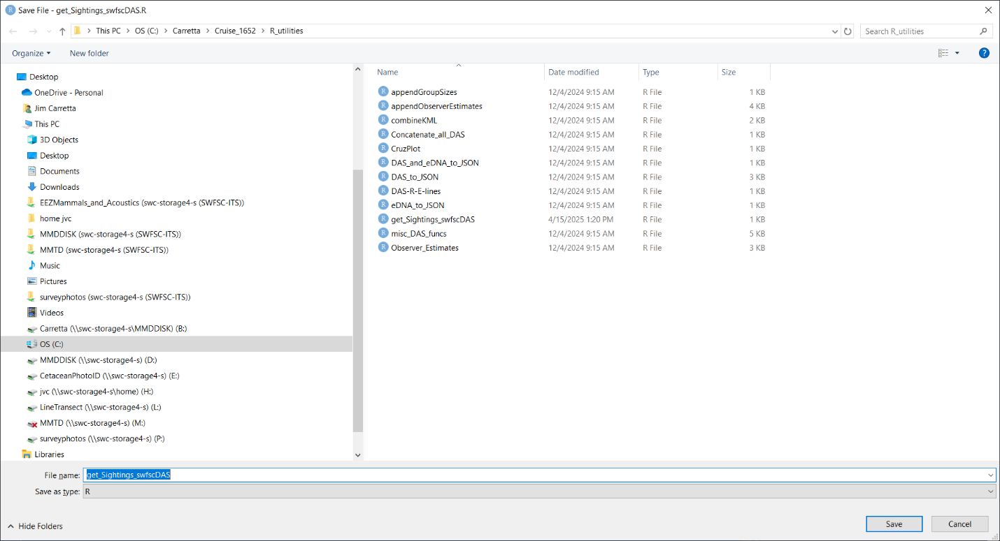 Save File - get_Sightings_swfscDAS.R
This PC > OS (C:) > Carretta > Cruise_1652 > R_utilities
Search R_utilities
Organize
New folder
Desktop
OneDrive - Personal
Jim Carretta
This PC
3D Objects
Desktop
Documents
Downloads
EEZMammals_and_Acoustics (swc-storage4-s (SWFSC-ITS))
home jvc
MMDDISK (swc-storage4-s (SWFSC-ITS))
MMTD (swc-storage4-s (SWFSC-ITS))
Music
Pictures
surveyphotos (swc-storage4-s (SWFSC-ITS))
Videos
Carretta (\\swc-storage4-s\MMDDISK) (B:)
OS (C:)
MMDDISK (\\swc-storage4-s) (D:)
CetaceanPhotoID (\\swc-storage4-s) (E:)
jvc (\\swc-storage4-s\home) (H:)
LineTransect (\\swc-storage4-s) (L:)
MMTD (\\swc-storage4-s) (M:)
surveyphotos (\\swc-storage4-s) (P:)
Libraries
Name Date modified Type Size
appendGroupSizes 12/4/2024 9:15 AM R File 1 KB
appendObserverEstimates 12/4/2024 9:15 AM R File 4 KB
combineKML 12/4/2024 9:15 AM R File 2 KB
Concatenate_all_DAS 12/4/2024 9:15 AM R File 1 KB
CruzPlot 12/4/2024 9:15 AM R File 1 KB
DAS_and_eDNA_to_JSON 12/4/2024 9:15 AM R File 1 KB
DAS_to_JSON 12/4/2024 9:15 AM R File 3 KB
DAS-R-E-lines 12/4/2024 9:15 AM R File 1 KB
eDNA_to_JSON 12/4/2024 9:15 AM R File 1 KB
get_Sightings_swfscDAS 4/15/2025 1:20 PM R File 1 KB
misc_DAS_funcs 12/4/2024 9:15 AM R File 5 KB
Observer_Estimates 12/4/2024 9:15 AM R File 3 KB
File name: get_Sightings_swfscDAS
Save as type: R
Hide Folders
Save
Cancel